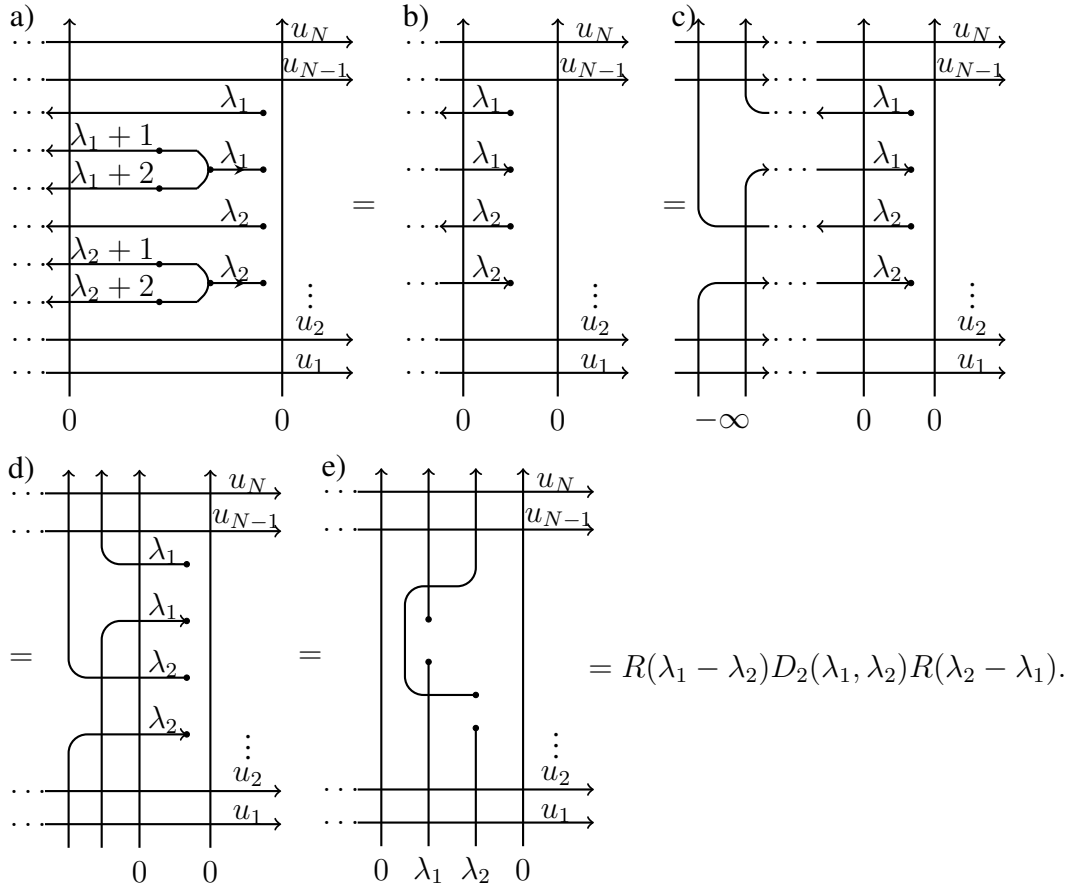 a)
u_N
u_{N−1}
λ_1
λ_1 + 1
λ_1
λ_1 + 2
λ_2
λ_2 + 1
λ_2
λ_2 + 2
u_2
u_1
0 0
=
b)
u_N
u_{N−1}
λ_1
λ_1
λ_2
λ_2
u_2
u_1
0 0
=
c)
u_N
u_{N−1}
λ_1
λ_1
λ_2
λ_2
u_2
u_1
−∞ 0 0
=
d)
u_N
u_{N−1}
λ_1
λ_1
λ_2
λ_2
u_2
u_1
0 0
=
e)
u_N
u_{N−1}
u_2
u_1
0 λ_1 λ_2 0
= R(λ_1 − λ_2)D_2(λ_1, λ_2)R(λ_2 − λ_1).